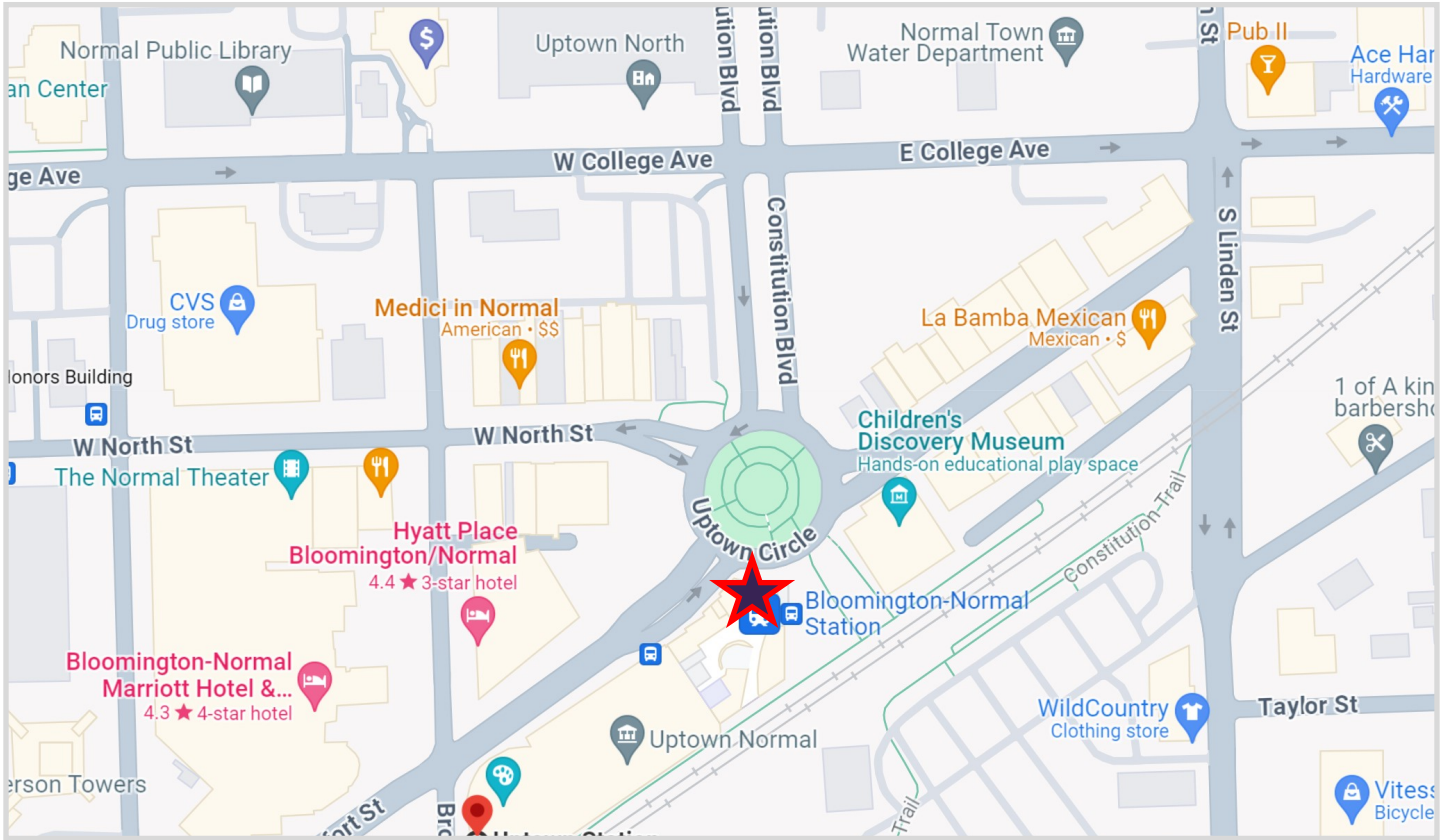 Normal Public Library
an Center
$
Uptown North
ution Blvd
ution Blvd
Normal Town
Water Department
St
Pub II
Ace Har
Hardware
ge Ave
W College Ave
E College Ave
Constitution Blvd
S Linden St
CVS
Drug store
Medici in Normal
American • $$
La Bamba Mexican
Mexican • $
1 of A kin
barbersho
onors Building
W North St
W North St
Children's
Discovery Museum
Hands-on educational play space
The Normal Theater
Uptown Circle
Hyatt Place
Bloomington/Normal
4.4 ★ 3-star hotel
Constitution-Trail
Bloomington-Normal
Station
Bloomington-Normal
Marriott Hotel &...
4.3 ★ 4-star hotel
WildCountry
Clothing store
Taylor St
Uptown Normal
erson Towers
Vitess
Bicycle
ort St
Bro
Trail